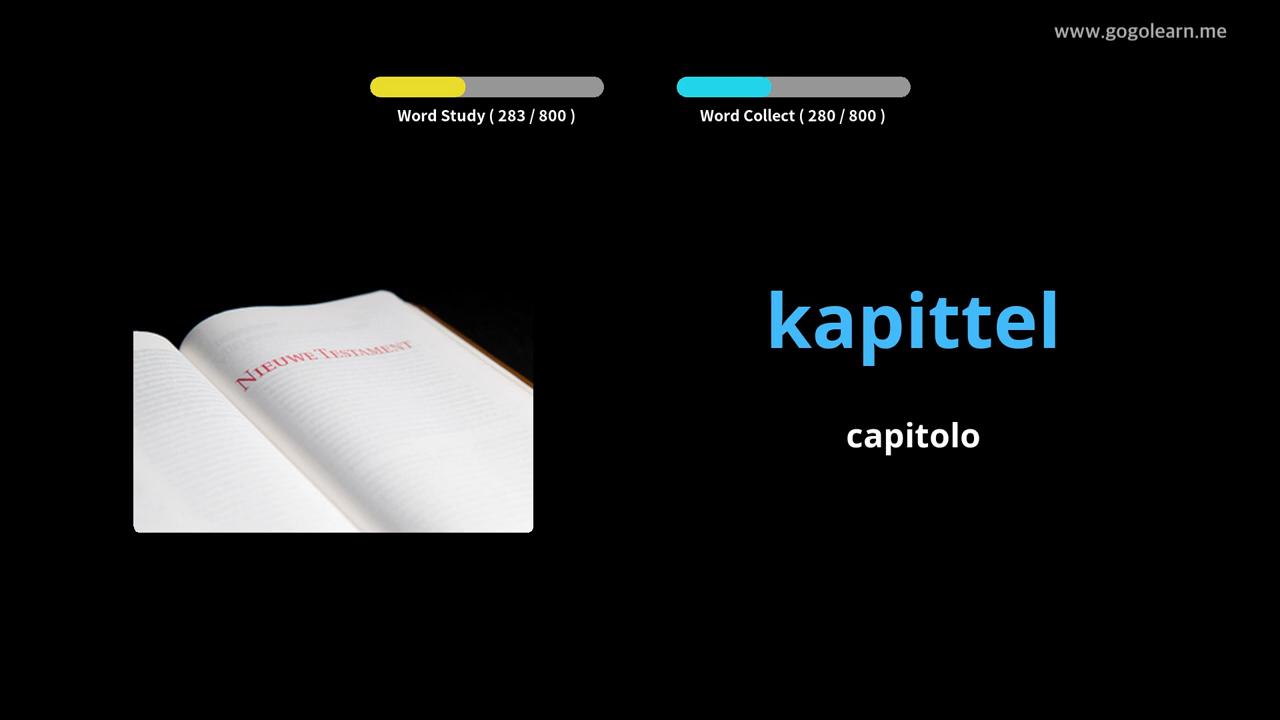 www.gogolearn.me
Word Study ( 283 / 800 )
Word Collect ( 280 / 800 )
NIEUWE TESTAMENT
kapittel
capitolo